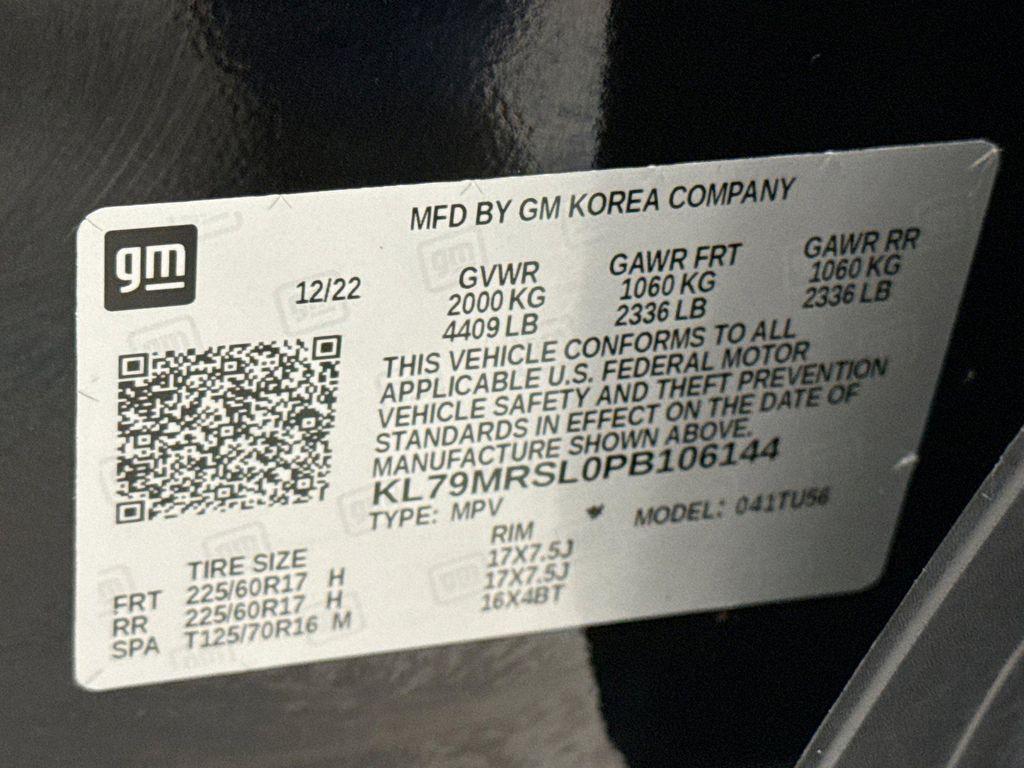 MFD BY GM KOREA COMPANY
gm
12/22
GVWR GAWR FRT GAWR RR
2000 KG 1060 KG 1060 KG
4409 LB 2336 LB 2336 LB
THIS VEHICLE CONFORMS TO ALL
APPLICABLE U.S. FEDERAL MOTOR
VEHICLE SAFETY AND THEFT PREVENTION
STANDARDS IN EFFECT ON THE DATE OF
MANUFACTURE SHOWN ABOVE.
KL79MRSL0PB106144
TYPE: MPV MODEL: 041TU56
TIRE SIZE RIM
FRT 225/60R17 H 17X7.5J
RR 225/60R17 H 17X7.5J
SPA T125/70R16 M 16X4BT